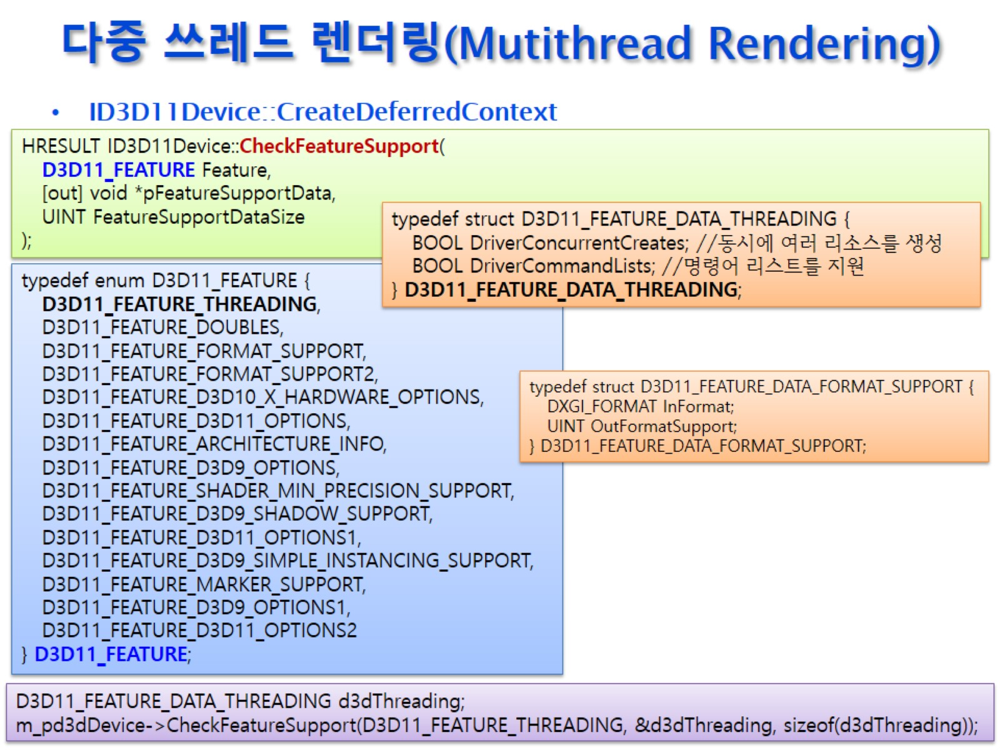 다중 쓰레드 렌더링(Mutithread Rendering)
• ID3D11Device::CreateDeferredContext
HRESULT ID3D11Device::CheckFeatureSupport(
D3D11_FEATURE Feature,
[out] void *pFeatureSupportData,
UINT FeatureSupportDataSize
);
typedef struct D3D11_FEATURE_DATA_THREADING {
BOOL DriverConcurrentCreates; //동시에 여러 리소스를 생성
BOOL DriverCommandLists; //명령어 리스트를 지원
} D3D11_FEATURE_DATA_THREADING;
typedef enum D3D11_FEATURE {
D3D11_FEATURE_THREADING,
D3D11_FEATURE_DOUBLES,
D3D11_FEATURE_FORMAT_SUPPORT,
D3D11_FEATURE_FORMAT_SUPPORT2,
D3D11_FEATURE_D3D10_X_HARDWARE_OPTIONS,
D3D11_FEATURE_D3D11_OPTIONS,
D3D11_FEATURE_ARCHITECTURE_INFO,
D3D11_FEATURE_D3D9_OPTIONS,
D3D11_FEATURE_SHADER_MIN_PRECISION_SUPPORT,
D3D11_FEATURE_D3D9_SHADOW_SUPPORT,
D3D11_FEATURE_D3D11_OPTIONS1,
D3D11_FEATURE_D3D9_SIMPLE_INSTANCING_SUPPORT,
D3D11_FEATURE_MARKER_SUPPORT,
D3D11_FEATURE_D3D9_OPTIONS1,
D3D11_FEATURE_D3D11_OPTIONS2
} D3D11_FEATURE;
typedef struct D3D11_FEATURE_DATA_FORMAT_SUPPORT {
DXGI_FORMAT InFormat;
UINT OutFormatSupport;
} D3D11_FEATURE_DATA_FORMAT_SUPPORT;
D3D11_FEATURE_DATA_THREADING d3dThreading;
m_pd3dDevice->CheckFeatureSupport(D3D11_FEATURE_THREADING, &d3dThreading, sizeof(d3dThreading));